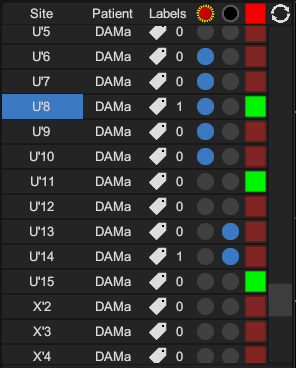 Site Patient Labels
U'5 DAMa 0
U'6 DAMa 0
U'7 DAMa 0
U'8 DAMa 1
U'9 DAMa 0
U'10 DAMa 0
U'11 DAMa 0
U'12 DAMa 0
U'13 DAMa 0
U'14 DAMa 1
U'15 DAMa 0
X'2 DAMa 0
X'3 DAMa 0
X'4 DAMa 0